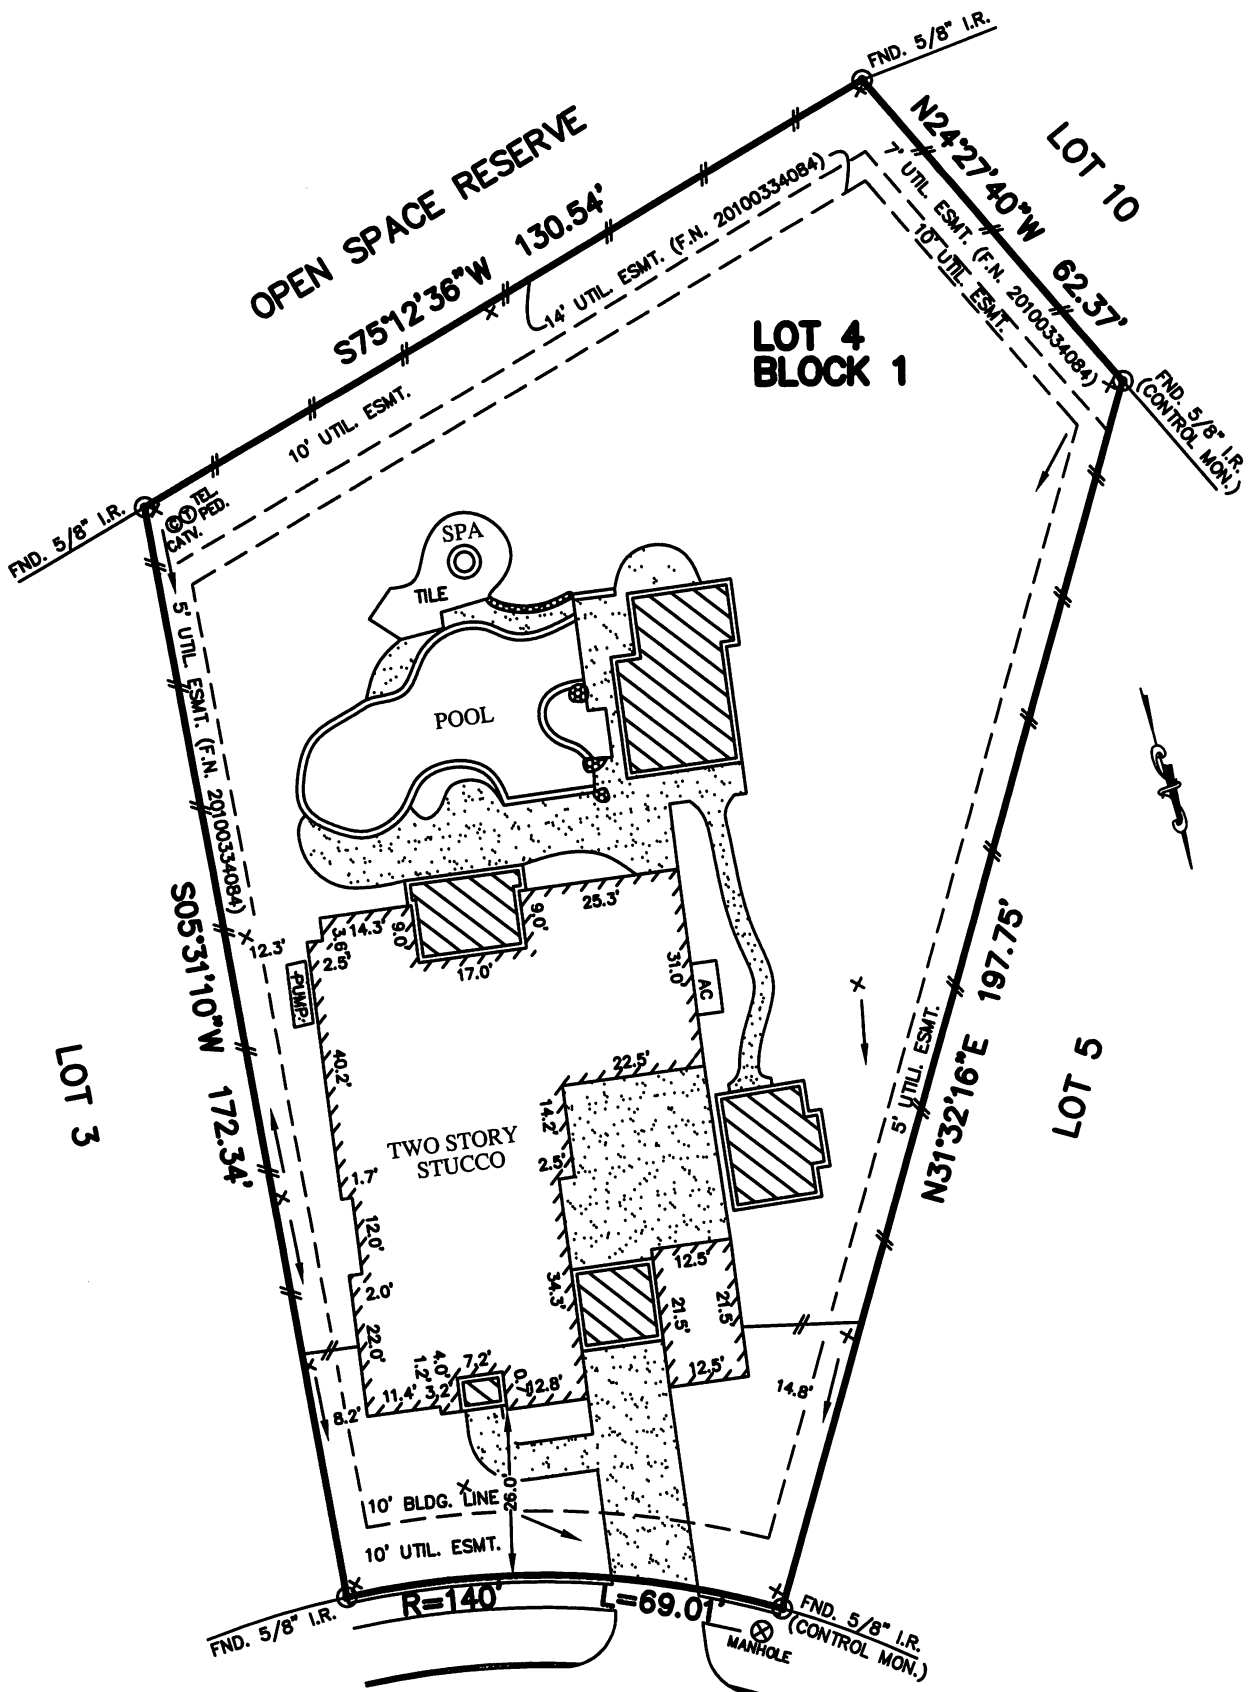 FND. 5/8" I.R.
OPEN SPACE RESERVE
N24°27'40"W 62.37'
LOT 10
S75°12'36"W 130.54'
7' UTIL. ESMT. (F.N. 20100334084)
10' UTIL. ESMT.
14' UTIL. ESMT. (F.N. 20100334084)
LOT 4
BLOCK 1
10' UTIL. ESMT.
FND. 5/8" I.R.
(CONTROL MON.)
FND. 5/8" I.R.
TEL.
PED.
C T
CATV.
SPA
TILE
5' UTIL ESMT. (F.N. 20100334084)
POOL
S05°31'10"W 172.34'
12.3'
14.3'
3.6'
2.5'
9.0'
17.0'
9.0'
25.3'
31.0'
AC
PUMP.
N31°32'16"E 197.75'
5' UTILI. ESMT.
LOT 3
LOT 5
40.2'
22.5'
14.2'
2.5'
TWO STORY
STUCCO
1.7'
12.0'
2.0'
22.0'
34.3'
12.5'
21.5'
21.5'
12.5'
7.2'
4.0'
1.2'
11.4'
3.2'
0.7'
12.8'
8.2'
14.8'
26.0'
10' BLDG. LINE
10' UTIL. ESMT.
R=140' L=69.01'
FND. 5/8" I.R.
FND. 5/8" I.R.
(CONTROL MON.)
MANHOLE